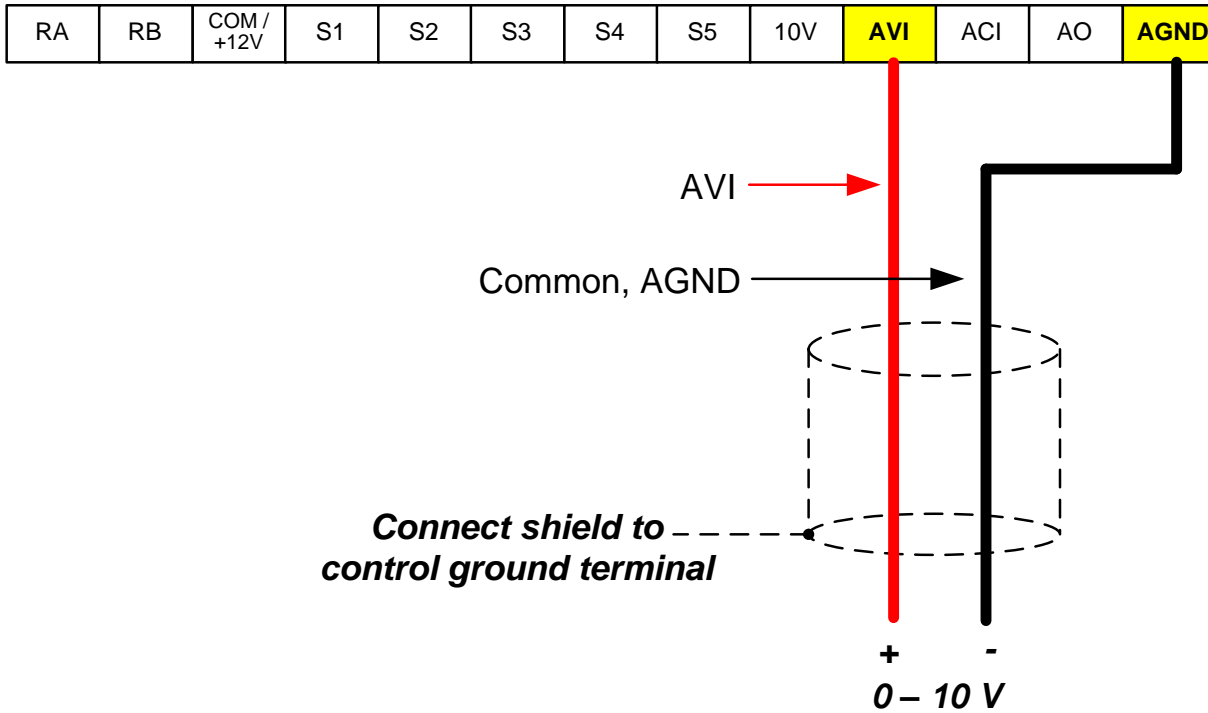 RA RB COM / +12V S1 S2 S3 S4 S5 10V AVI ACI AO AGND
AVI
Common, AGND
Connect shield to
control ground terminal
+ -
0 – 10 V